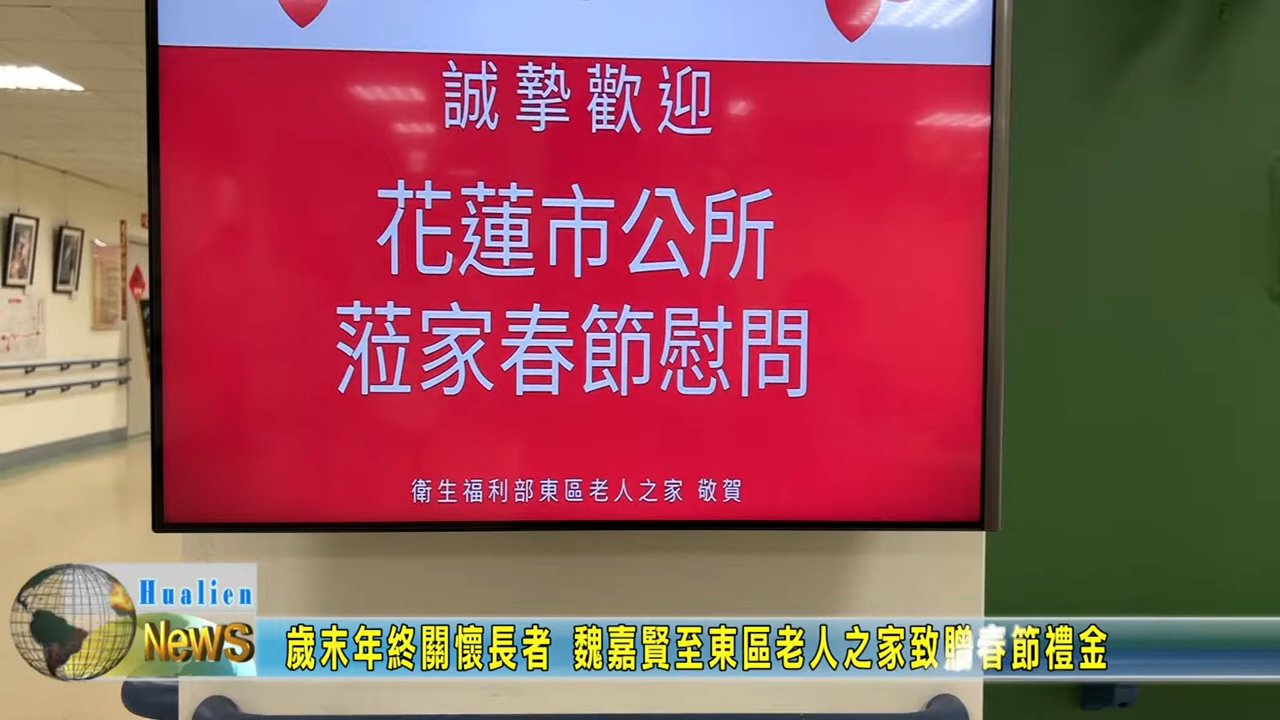 誠摯歡迎
花蓮市公所
蒞家春節慰問
衛生福利部東區老人之家 敬賀
Hualien
News
歲末年終關懷長者 魏嘉賢至東區老人之家致贈春節禮金